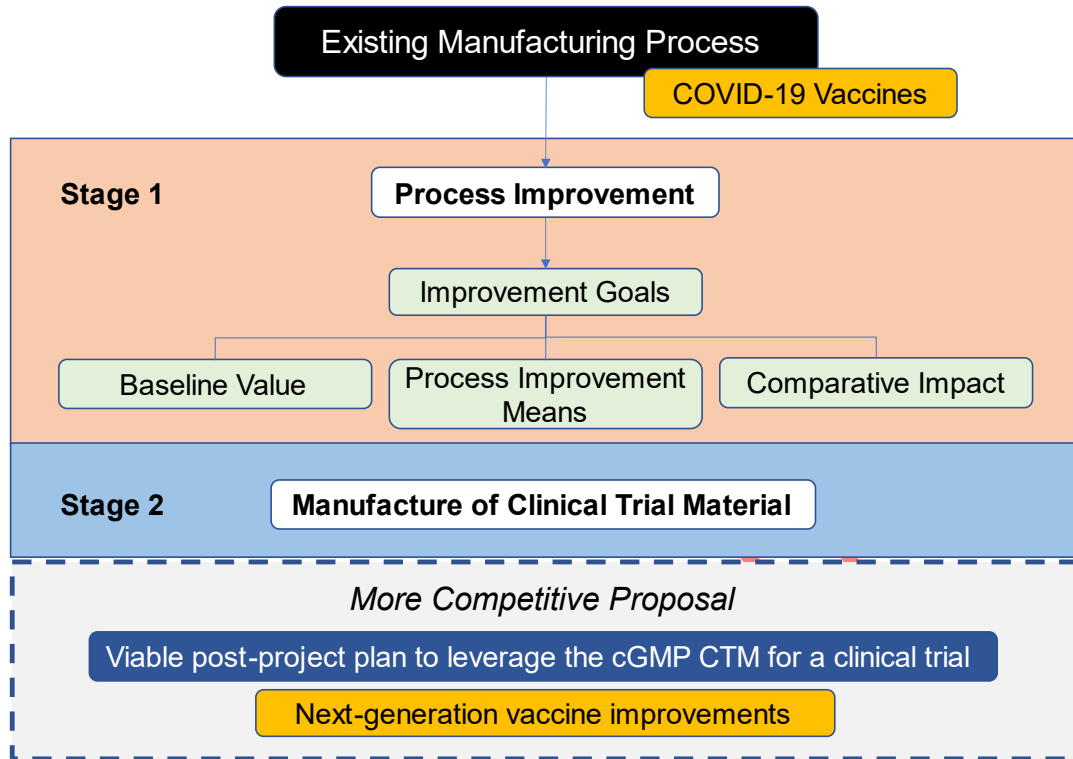 Existing Manufacturing Process
COVID-19 Vaccines
Stage 1
Process Improvement
Improvement Goals
Baseline Value
Process Improvement
Means
Comparative Impact
Stage 2
Manufacture of Clinical Trial Material
More Competitive Proposal
Viable post-project plan to leverage the cGMP CTM for a clinical trial
Next-generation vaccine improvements